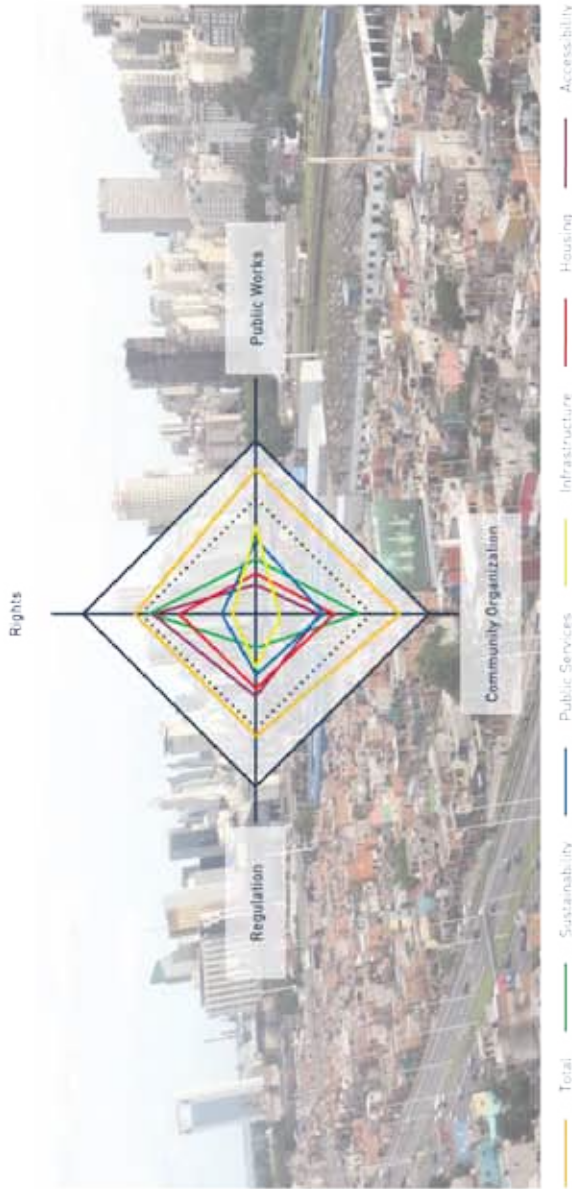 Rights
Public Works
Community Organization
Regulation
Total
Sustainability
Public Services
Infrastructure
Housing
Accessibility